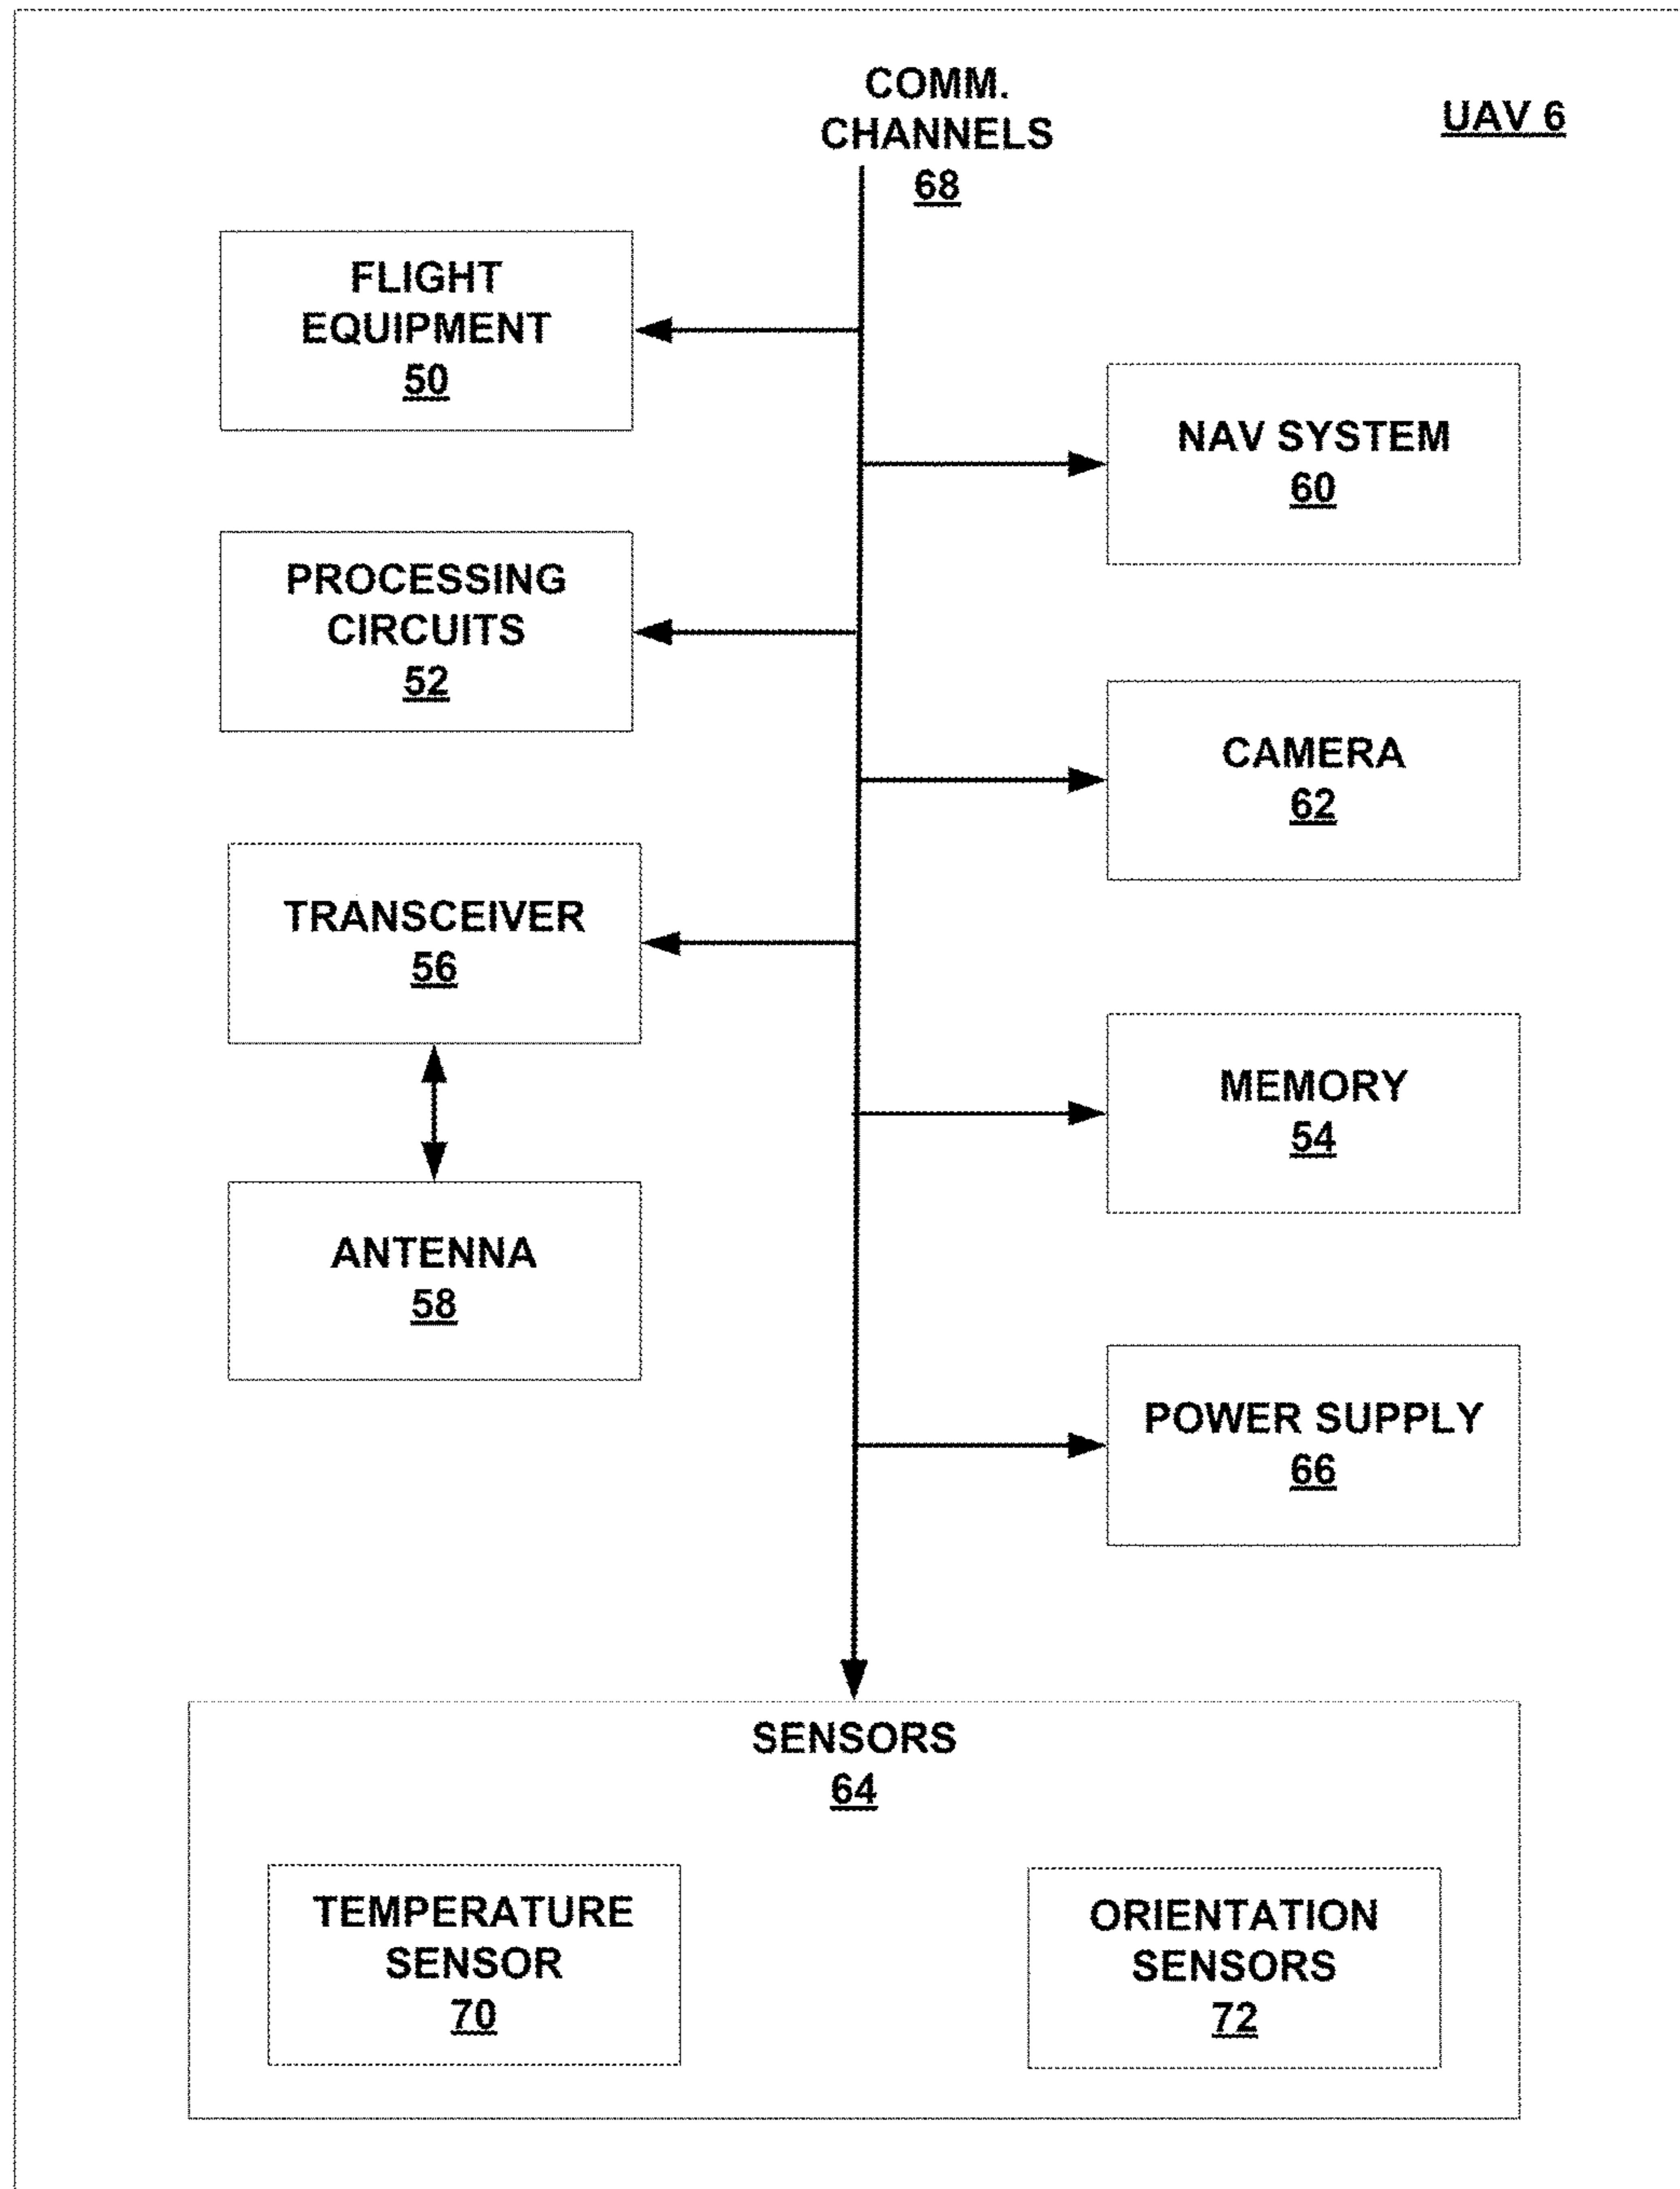 COMM.
CHANNELS
68
UAV 6
FLIGHT
EQUIPMENT
50
NAV SYSTEM
60
PROCESSING
CIRCUITS
52
CAMERA
62
TRANSCEIVER
56
MEMORY
54
ANTENNA
58
POWER SUPPLY
66
SENSORS
64
TEMPERATURE
SENSOR
70
ORIENTATION
SENSORS
72